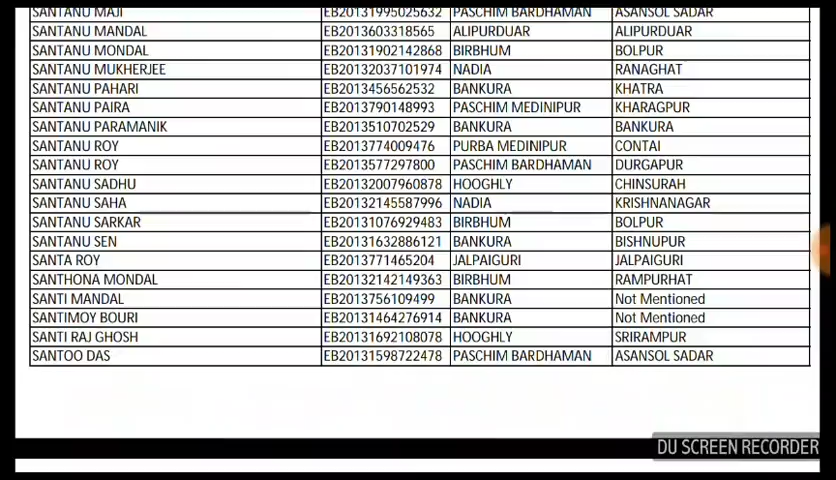 SANTANU MAJI EB20131995025632 PASCHIM BARDHAMAN ASANSOL SADAR
SANTANU MANDAL EB2013603318565 ALIPURDUAR ALIPURDUAR
SANTANU MONDAL EB20131902142868 BIRBHUM BOLPUR
SANTANU MUKHERJEE EB20132037101974 NADIA RANAGHAT
SANTANU PAHARI EB2013456562532 BANKURA KHATRA
SANTANU PAIRA EB2013790148993 PASCHIM MEDINIPUR KHARAGPUR
SANTANU PARAMANIK EB2013510702529 BANKURA BANKURA
SANTANU ROY EB2013774009476 PURBA MEDINIPUR CONTAI
SANTANU ROY EB2013577297800 PASCHIM BARDHAMAN DURGAPUR
SANTANU SADHU EB20132007960878 HOOGHLY CHINSURAH
SANTANU SAHA EB20132145587996 NADIA KRISHNANAGAR
SANTANU SARKAR EB20131076929483 BIRBHUM BOLPUR
SANTANU SEN EB20131632886121 BANKURA BISHNUPUR
SANTA ROY EB2013771465204 JALPAIGURI JALPAIGURI
SANTHONA MONDAL EB20132142149363 BIRBHUM RAMPURHAT
SANTI MANDAL EB2013756109499 BANKURA Not Mentioned
SANTIMOY BOURI EB20131464276914 BANKURA Not Mentioned
SANTI RAJ GHOSH EB20131692108078 HOOGHLY SRIRAMPUR
SANTOO DAS EB20131598722478 PASCHIM BARDHAMAN ASANSOL SADAR
DU SCREEN RECORDER